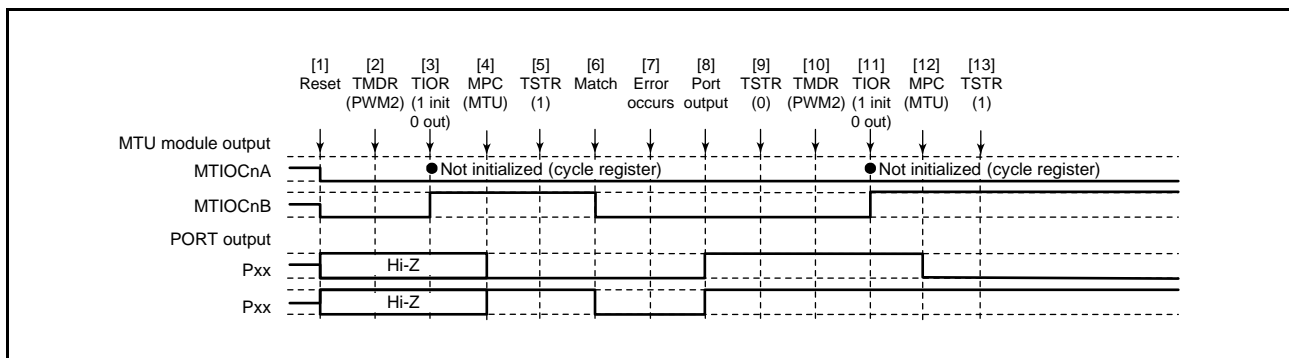 [1] [2] [3] [4] [5] [6] [7] [8] [9] [10] [11] [12] [13]
Reset TMDR TIOR MPC TSTR Match Error Port TSTR TMDR TIOR MPC TSTR
(PWM2) (1 init (MTU) (1) occurs output (0) (PWM2) (1 init (MTU) (1)
0 out) 0 out)
MTU module output
MTIOCnA Not initialized (cycle register) Not initialized (cycle register)
MTIOCnB
PORT output
Pxx Hi-Z
Pxx Hi-Z